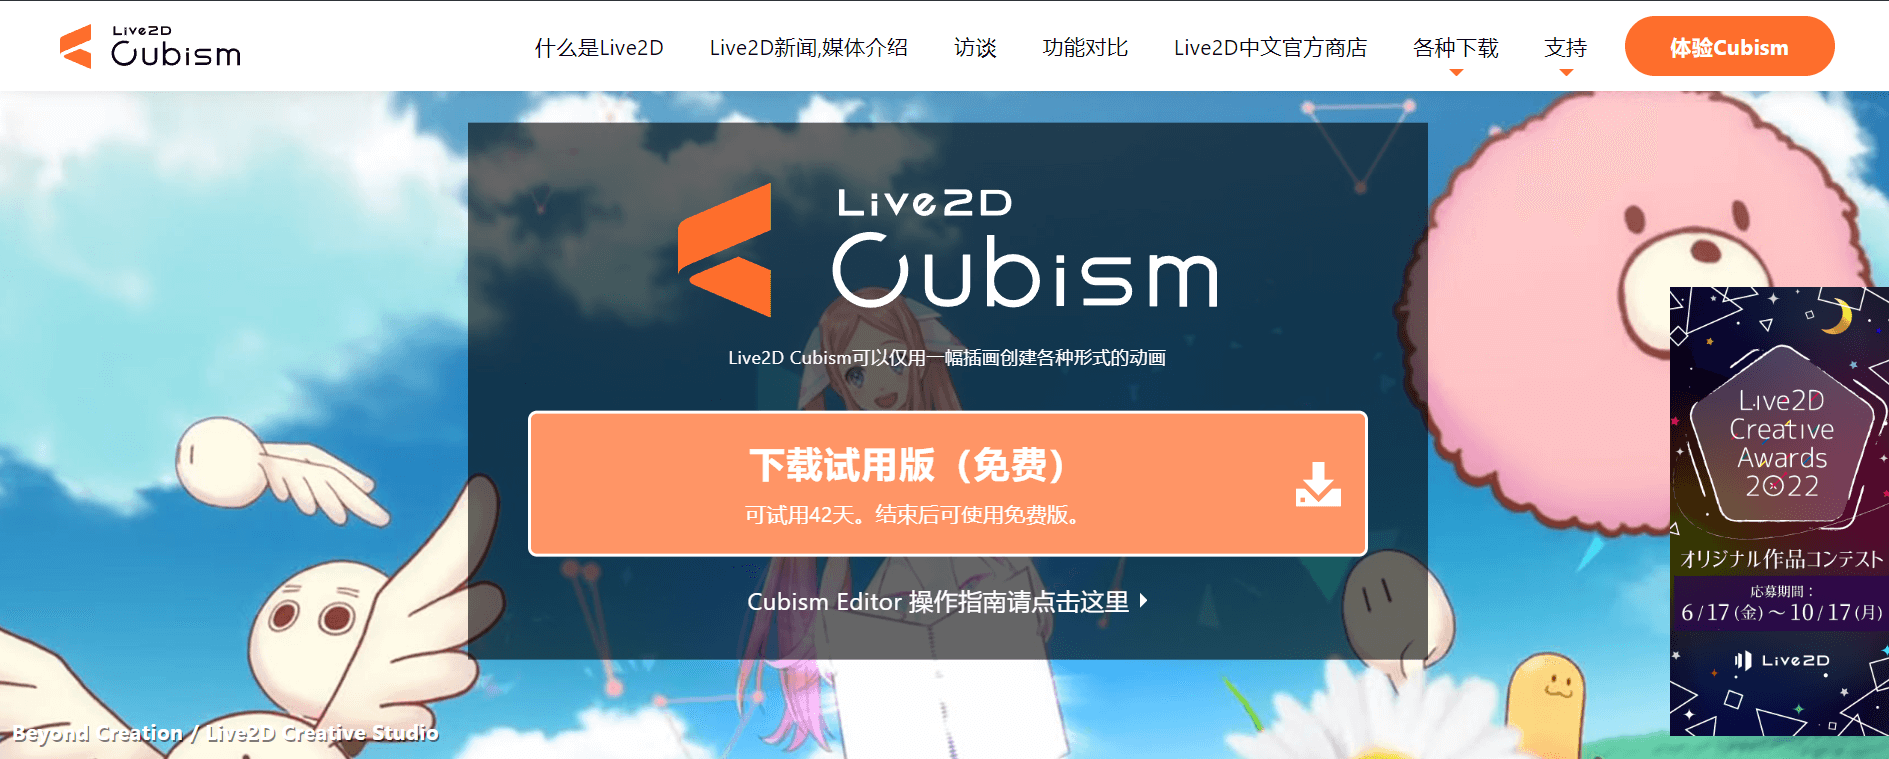 Live2D
Cubism
什么是Live2D
Live2D新闻,媒体介绍
访谈
功能对比
Live2D中文官方商店
各种下载
支持
体验Cubism
Live2D
Cubism
Live2D Cubism可以仅用一幅插画创建各种形式的动画
下载试用版（免费）
可试用42天。结束后可使用免费版。
Cubism Editor 操作指南请点击这里
Live2D
Creative
Awards
2022
オリジナル作品コンテスト
応募期間：
6/17(金)～10/17(月)
Live2D
Beyond Creation / Live2D Creative Studio